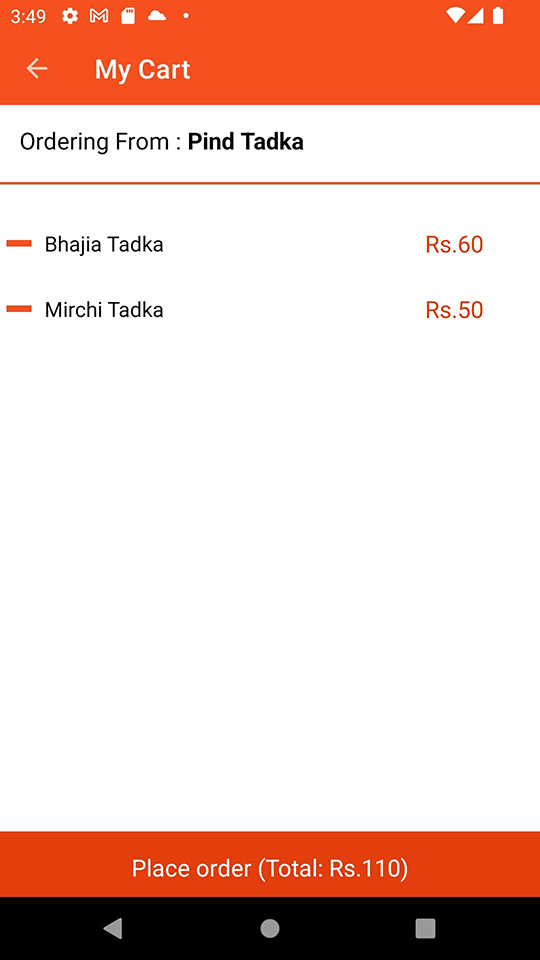 3:49
My Cart
Ordering From : Pind Tadka
Bhajia Tadka Rs.60
Mirchi Tadka Rs.50
Place order (Total: Rs.110)